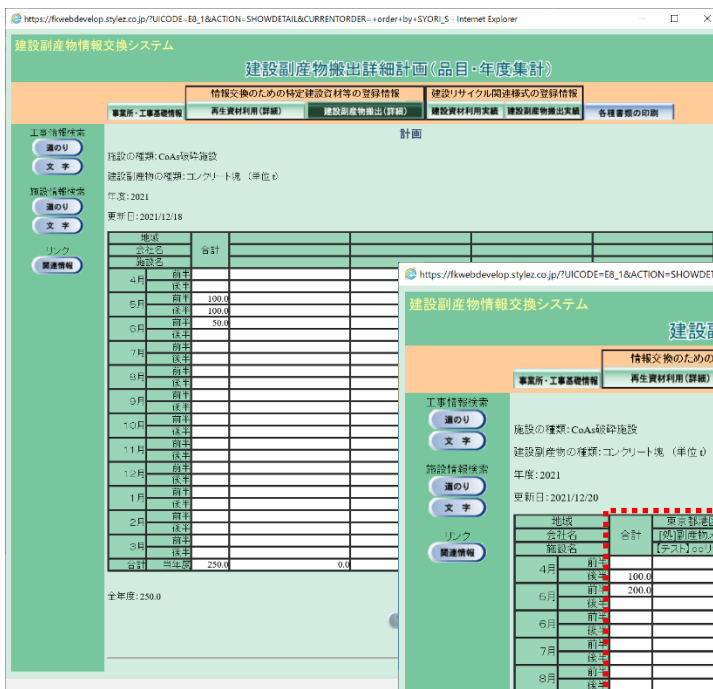 https://fkwebdevelop.stylez.co.jp/?UICODE=E8_1&ACTION=SHOWDETAIL&CURRENTORDER=+order+by+SYORI_S - Internet Explorer
建設副産物情報交換システム
建設副産物搬出詳細計画(品目・年度集計)
情報交換のための特定建設資材等の登録情報 建設リサイクル関連様式の登録情報
事業所・工事基礎情報 再生資材利用(詳細) 建設副産物搬出(詳細) 建設資材利用実績 建設副産物搬出実績 各種書類の印刷
計画
工事情報検索
道のり
文 字
施設情報検索
道のり
文 字
リンク
関連情報
施設の種類:CoAs破砕施設
建設副産物の種類:コンクリート塊 (単位 t)
年度:2021
更新日:2021/12/18
地域
会社名 合計
施設名
4月 前半
後半
5月 前半 100.0
後半 100.0
6月 前半 50.0
後半
7月 前半
後半
8月 前半
後半
9月 前半
後半
10月 前半
後半
11月 前半
後半
12月 前半
後半
1月 前半
後半
2月 前半
後半
3月 前半
後半
合計 当年度 250.0 0.0
全年度:250.0
https://fkwebdevelop.stylez.co.jp/?UICODE=E8_1&ACTION=SHOWDET
建設副産物情報交換システム
建設副
情報交換のための
事業所・工事基礎情報 再生資材利用(詳細)
工事情報検索
道のり
文 字
施設情報検索
道のり
文 字
リンク
関連情報
施設の種類:CoAs破砕施設
建設副産物の種類:コンクリート塊 (単位 t)
年度:2021
更新日:2021/12/20
地域 東京都港区
会社名 合計 [処]副産物
施設名 【テスト】○○リ
4月 前半
後半 100.0
5月 前半 200.0
後半
6月 前半
後半
7月 前半
後半
8月 前半
後半